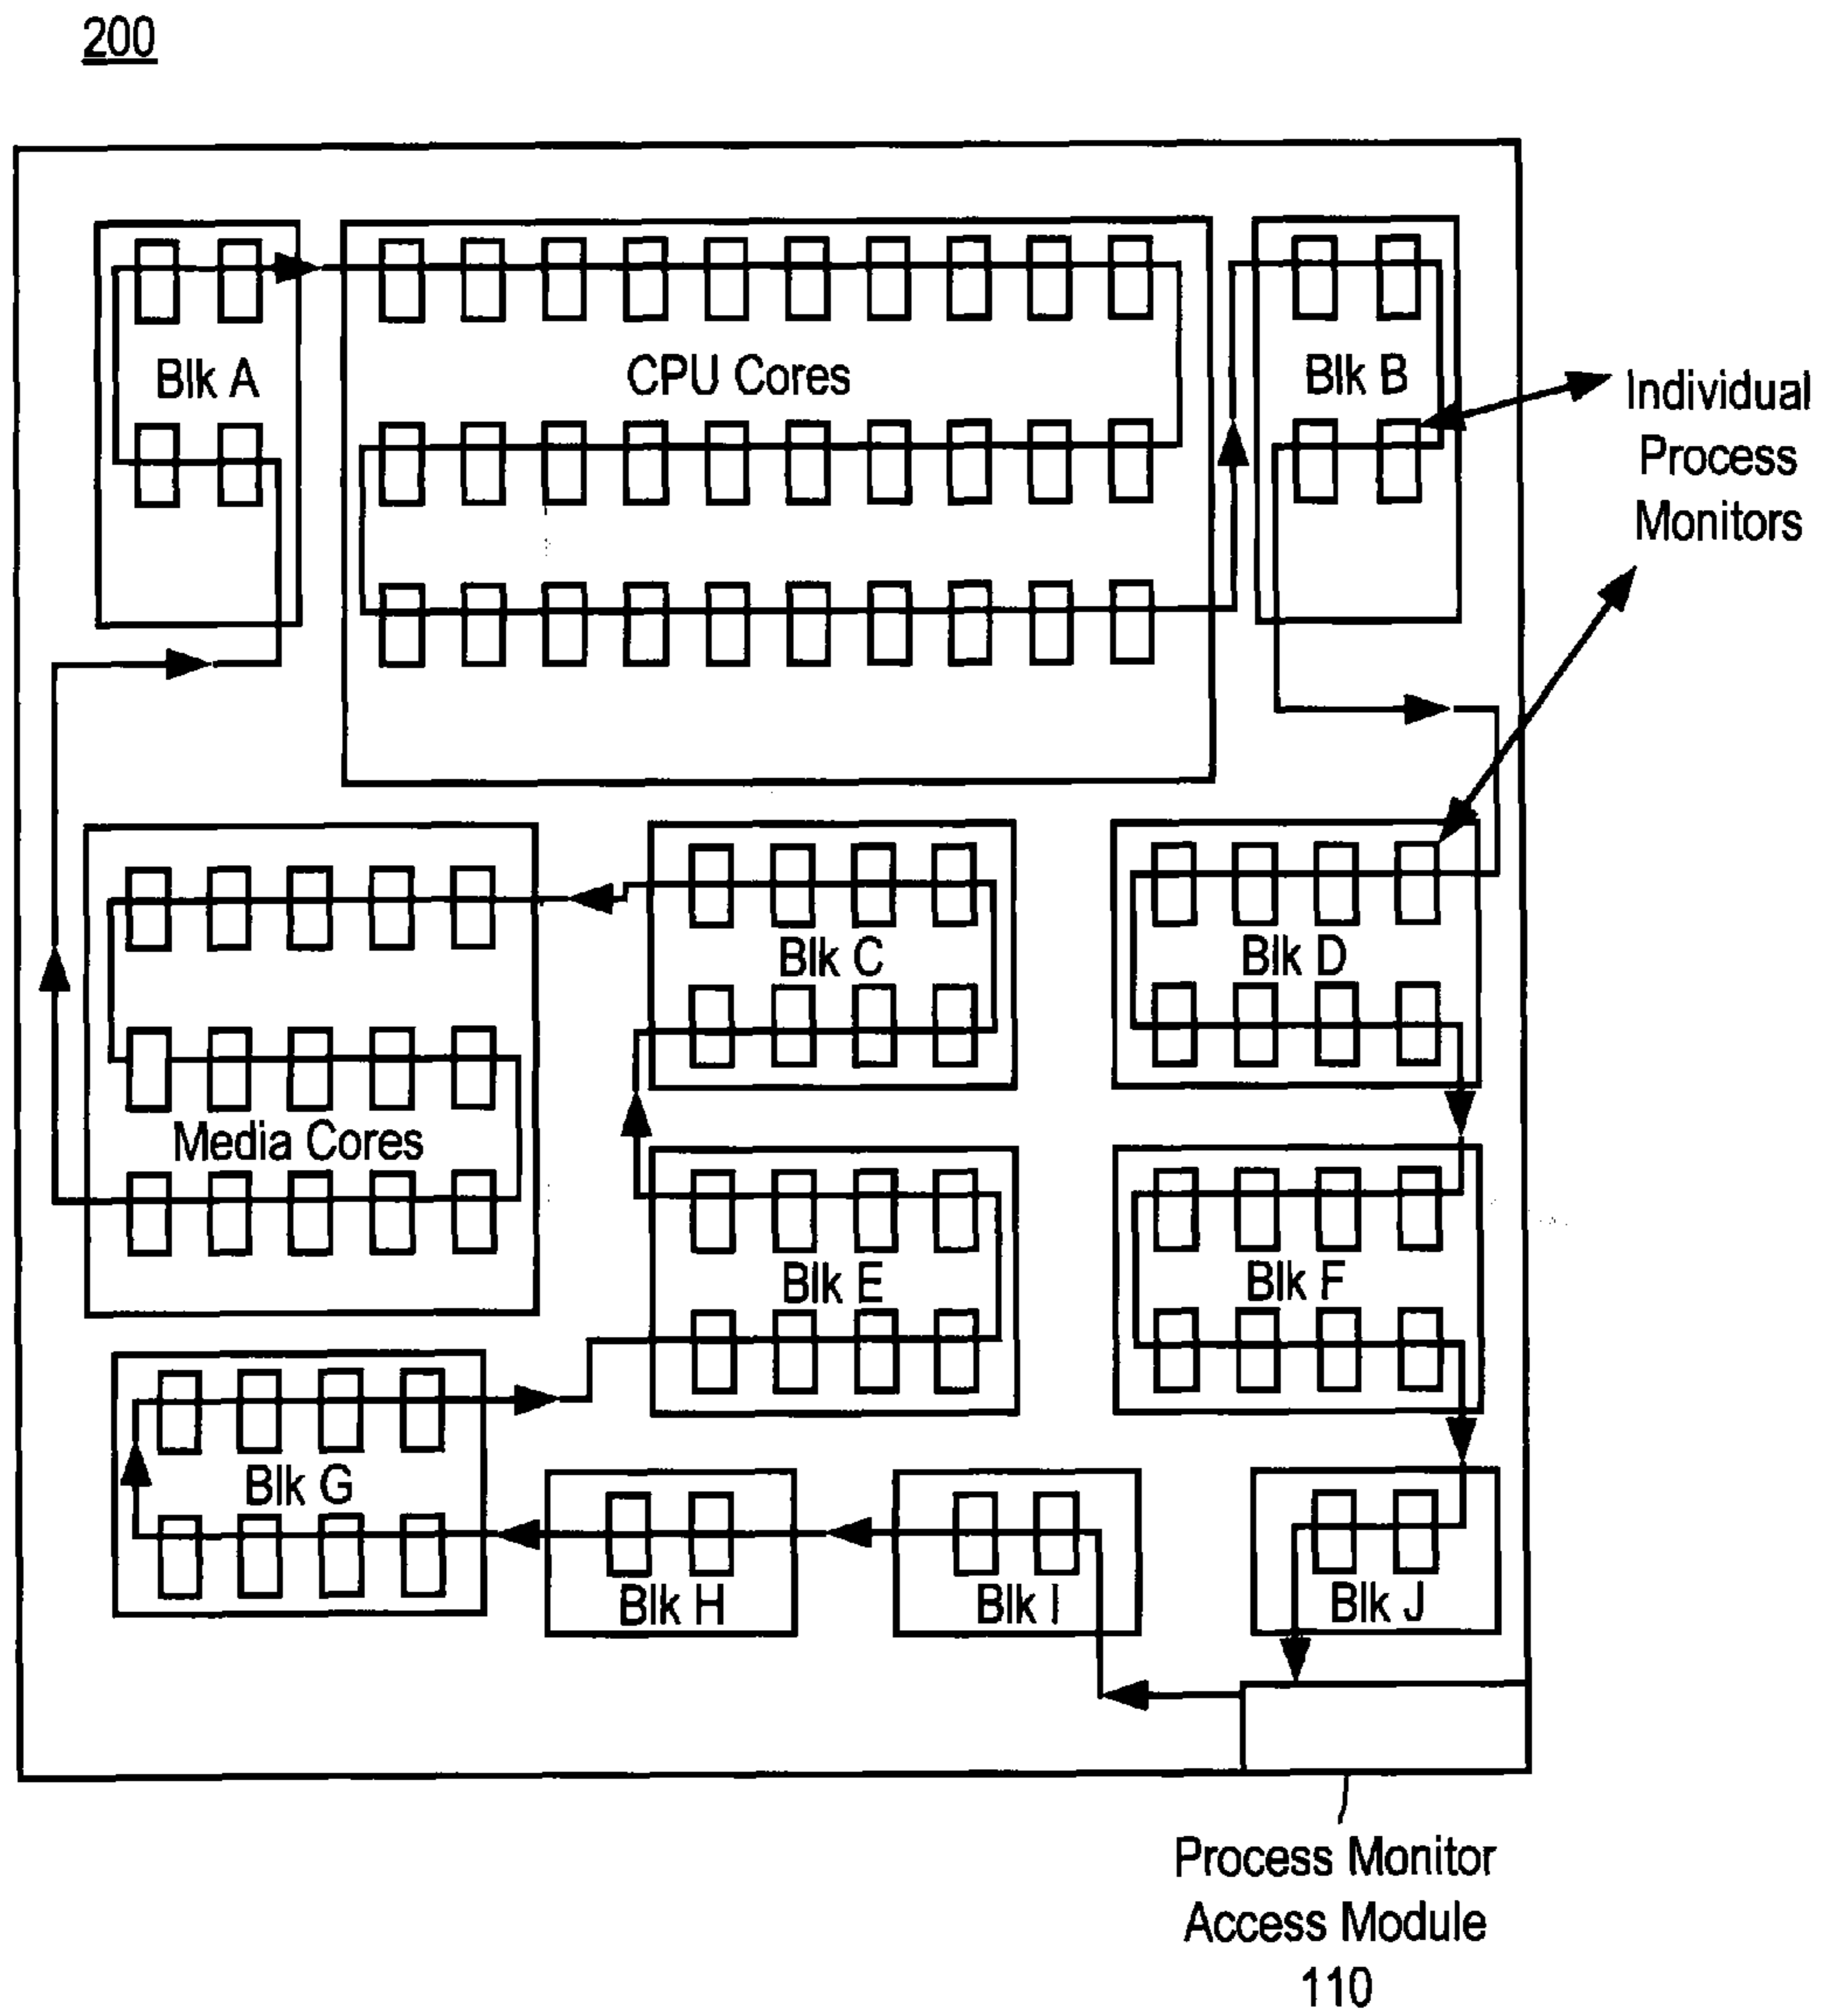 200
Blk A
CPU Cores
Blk B
Individual
Process
Monitors
Blk C
Blk D
Media Cores
Blk E
Blk F
Blk G
Blk H
Blk I
Blk J
Process Monitor
Access Module
110